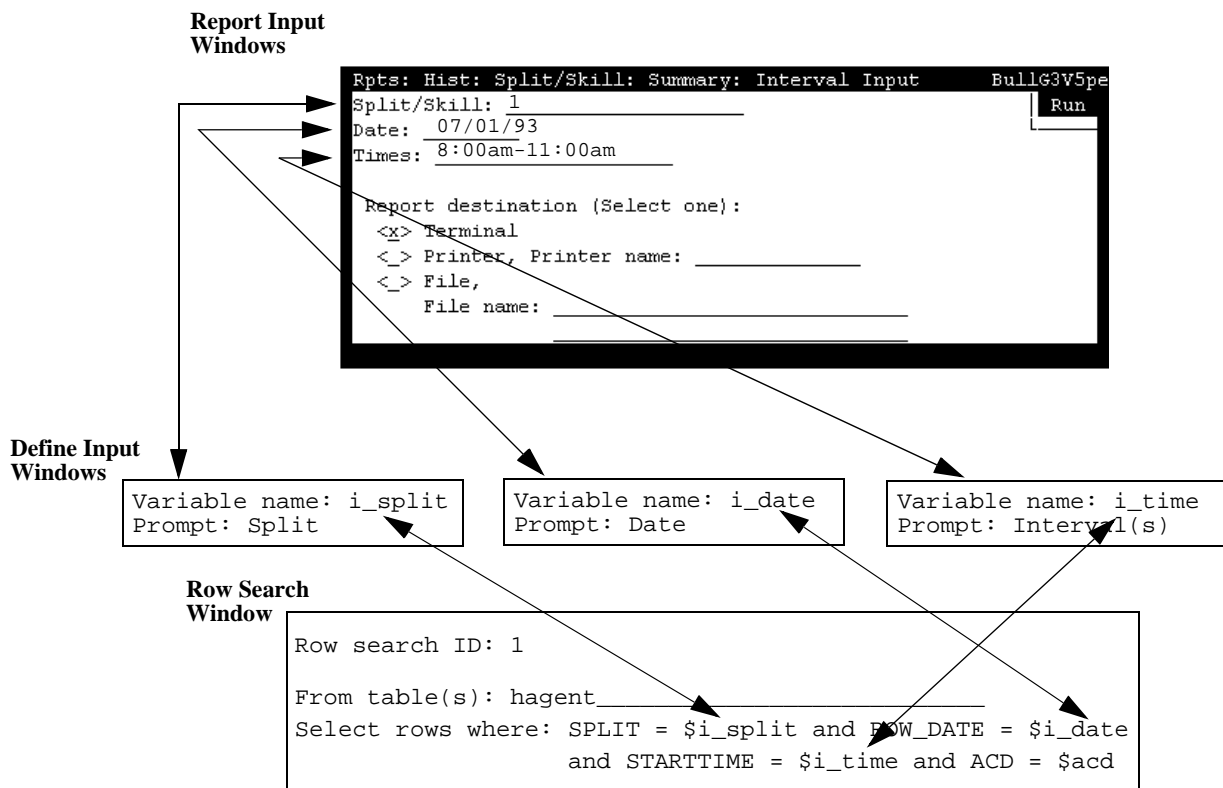 Report Input
Windows
Rpts: Hist: Split/Skill: Summary: Interval Input BullG3V5pe
Split/Skill: 1
Run
Date: 07/01/93
Times: 8:00am-11:00am
Report destination (Select one):
<x> Terminal
<_> Printer, Printer name: _______________
<_> File,
File name: ______________________________
______________________________
Define Input
Windows
Variable name: i_split
Prompt: Split
Variable name: i_date
Prompt: Date
Variable name: i_time
Prompt: Interval(s)
Row Search
Window
Row search ID: 1
From table(s): hagent__________________________
Select rows where: SPLIT = $i_split and ROW_DATE = $i_date
and STARTTIME = $i_time and ACD = $acd